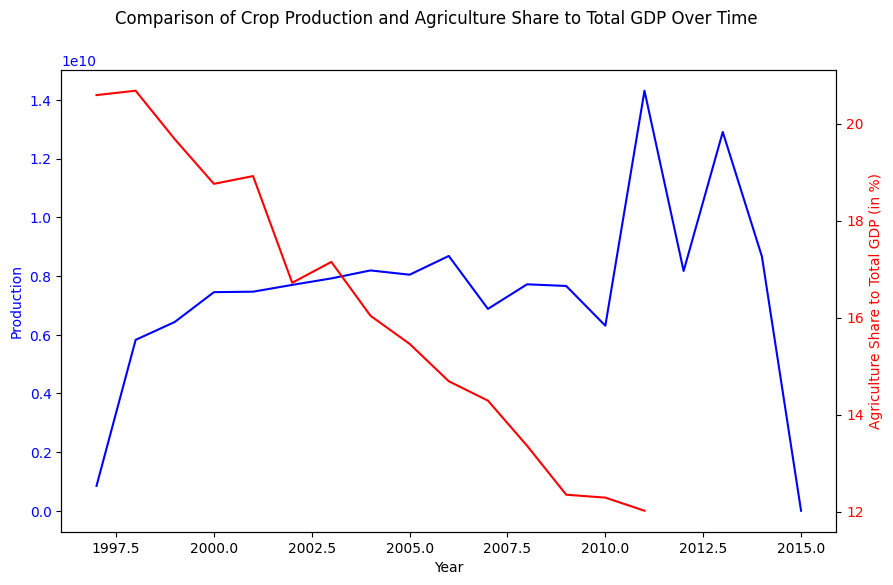 Comparison of Crop Production and Agriculture Share to Total GDP Over Time
1e10
1.4
1.2
1.0
0.8
0.6
0.4
0.2
0.0
Production
20
18
16
14
12
Agriculture Share to Total GDP (in %)
1997.5 2000.0 2002.5 2005.0 2007.5 2010.0 2012.5 2015.0
Year